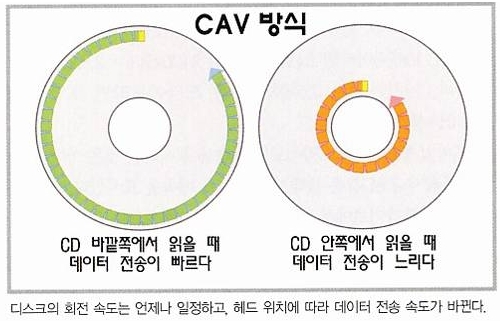 CAV 방식
CD 바깥쪽에서 읽을 때
데이터 전송이 빠르다
CD 안쪽에서 읽을 때
데이터 전송이 느리다
디스크의 회전 속도는 언제나 일정하고, 헤드 위치에 따라 데이터 전송 속도가 바뀐다.